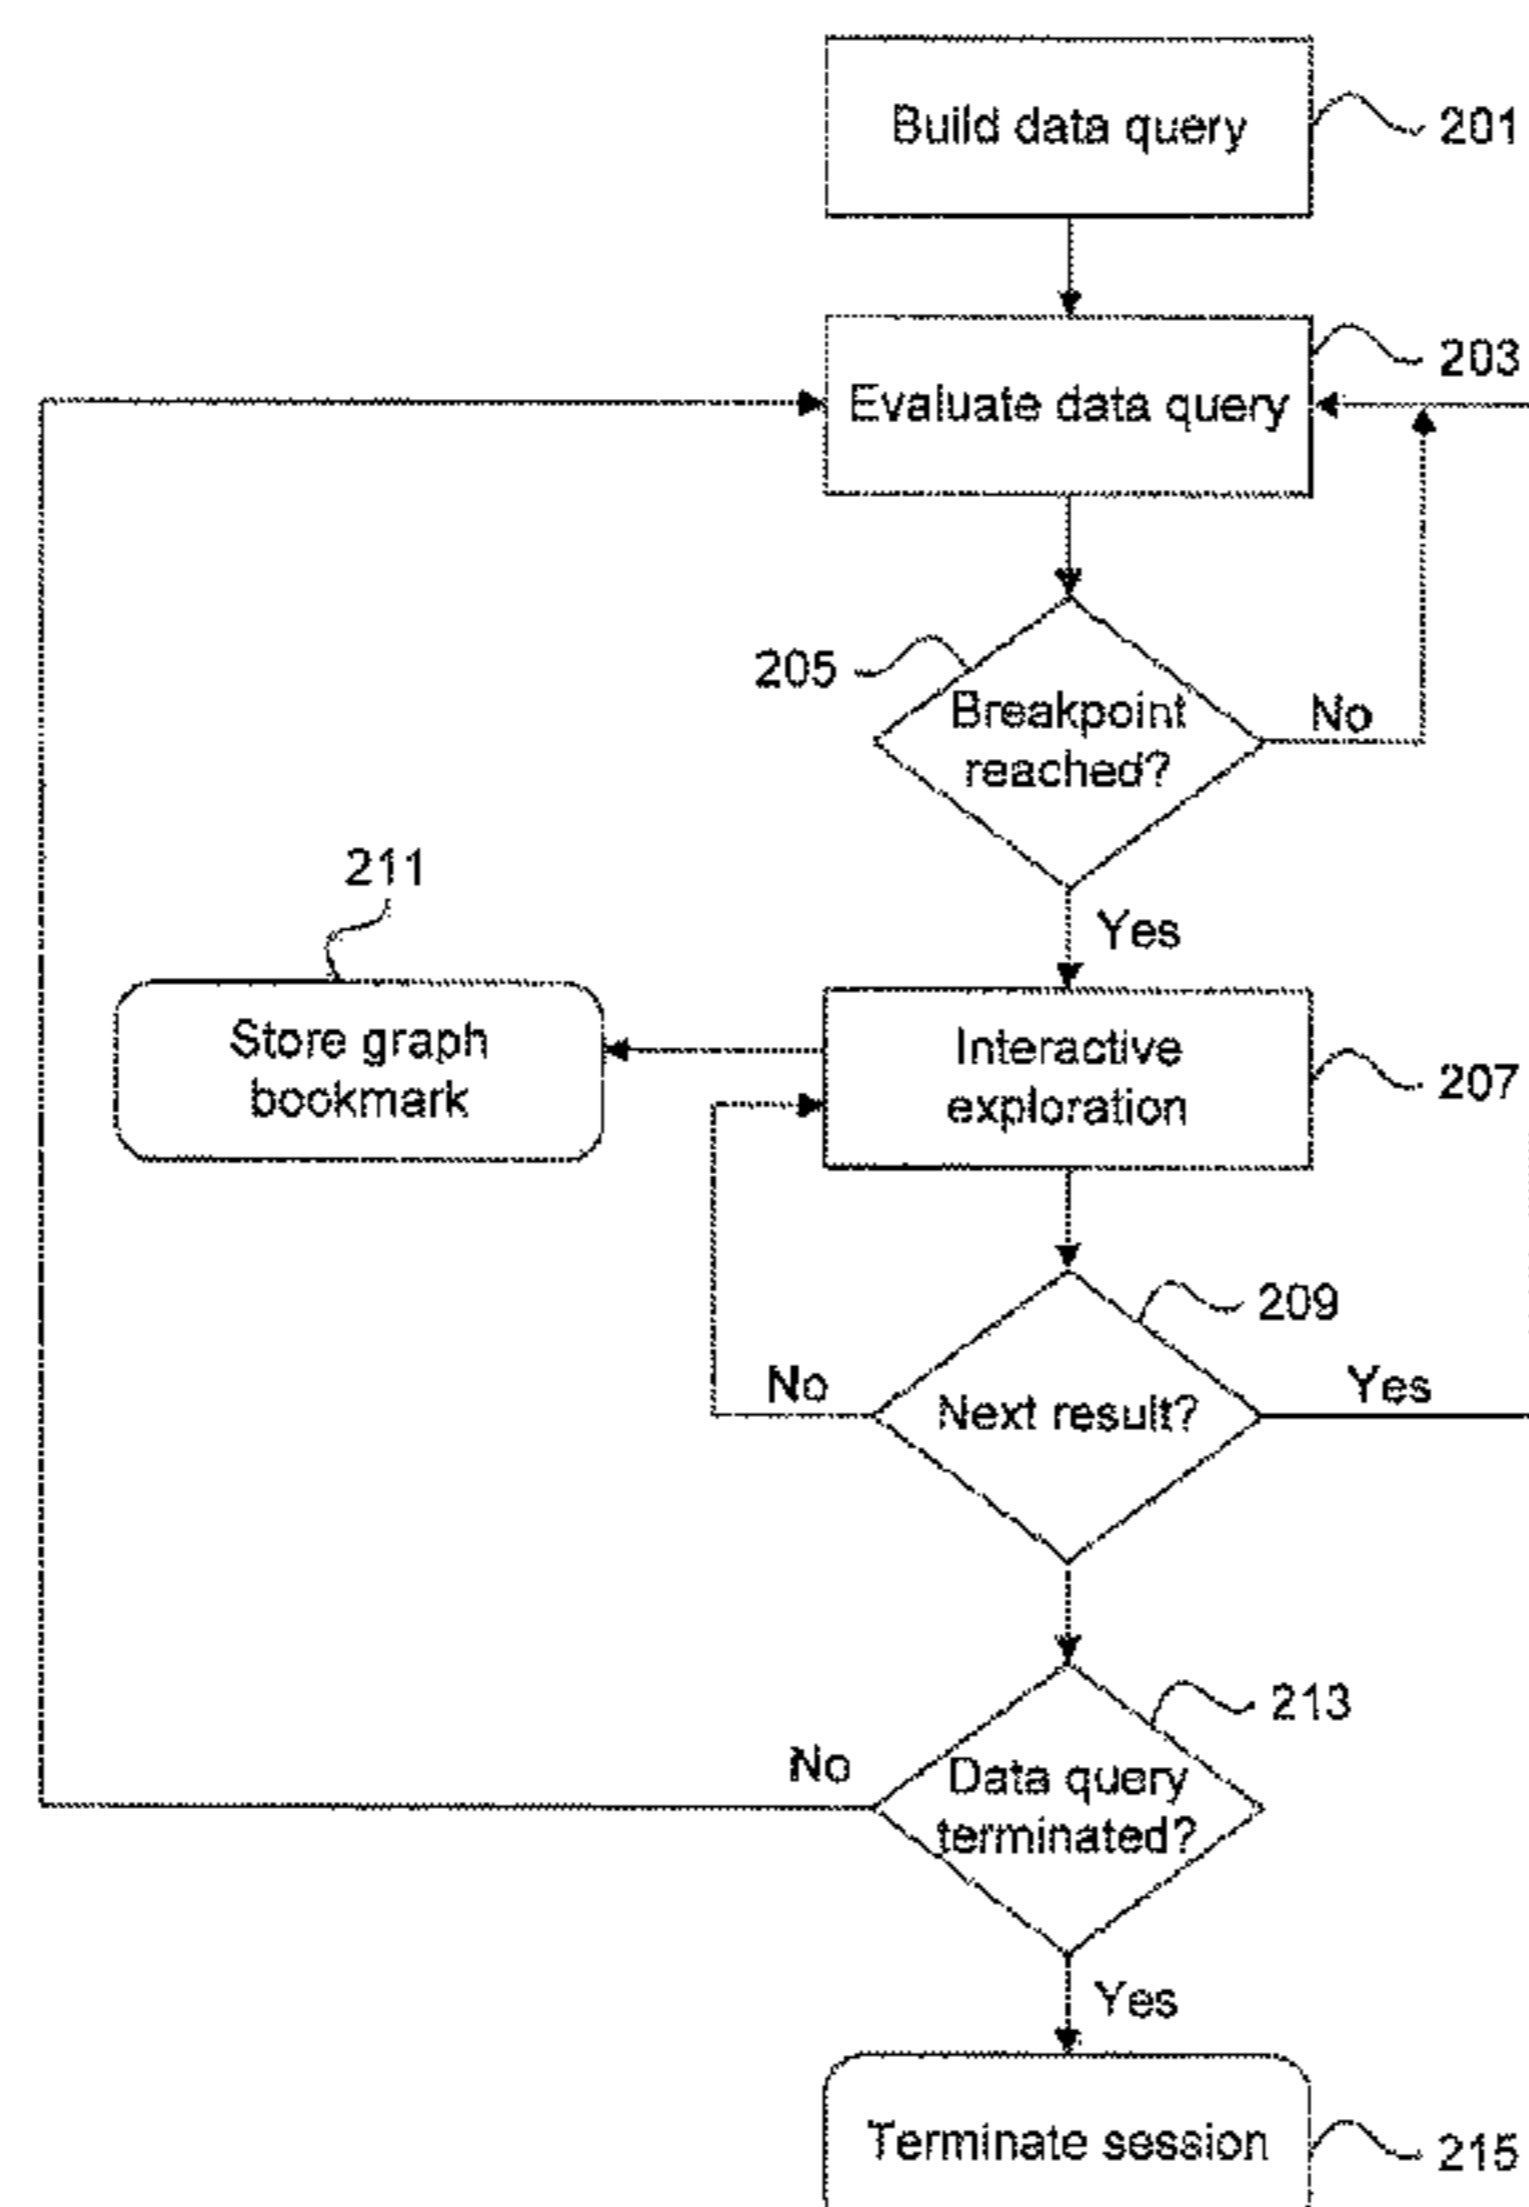 Build data query
201
203
Evaluate data query
205
Breakpoint
reached?
No
Yes
211
Store graph
bookmark
Interactive
exploration
207
209
No
Next result?
Yes
213
No
Data query
terminated?
Yes
Terminate session
215